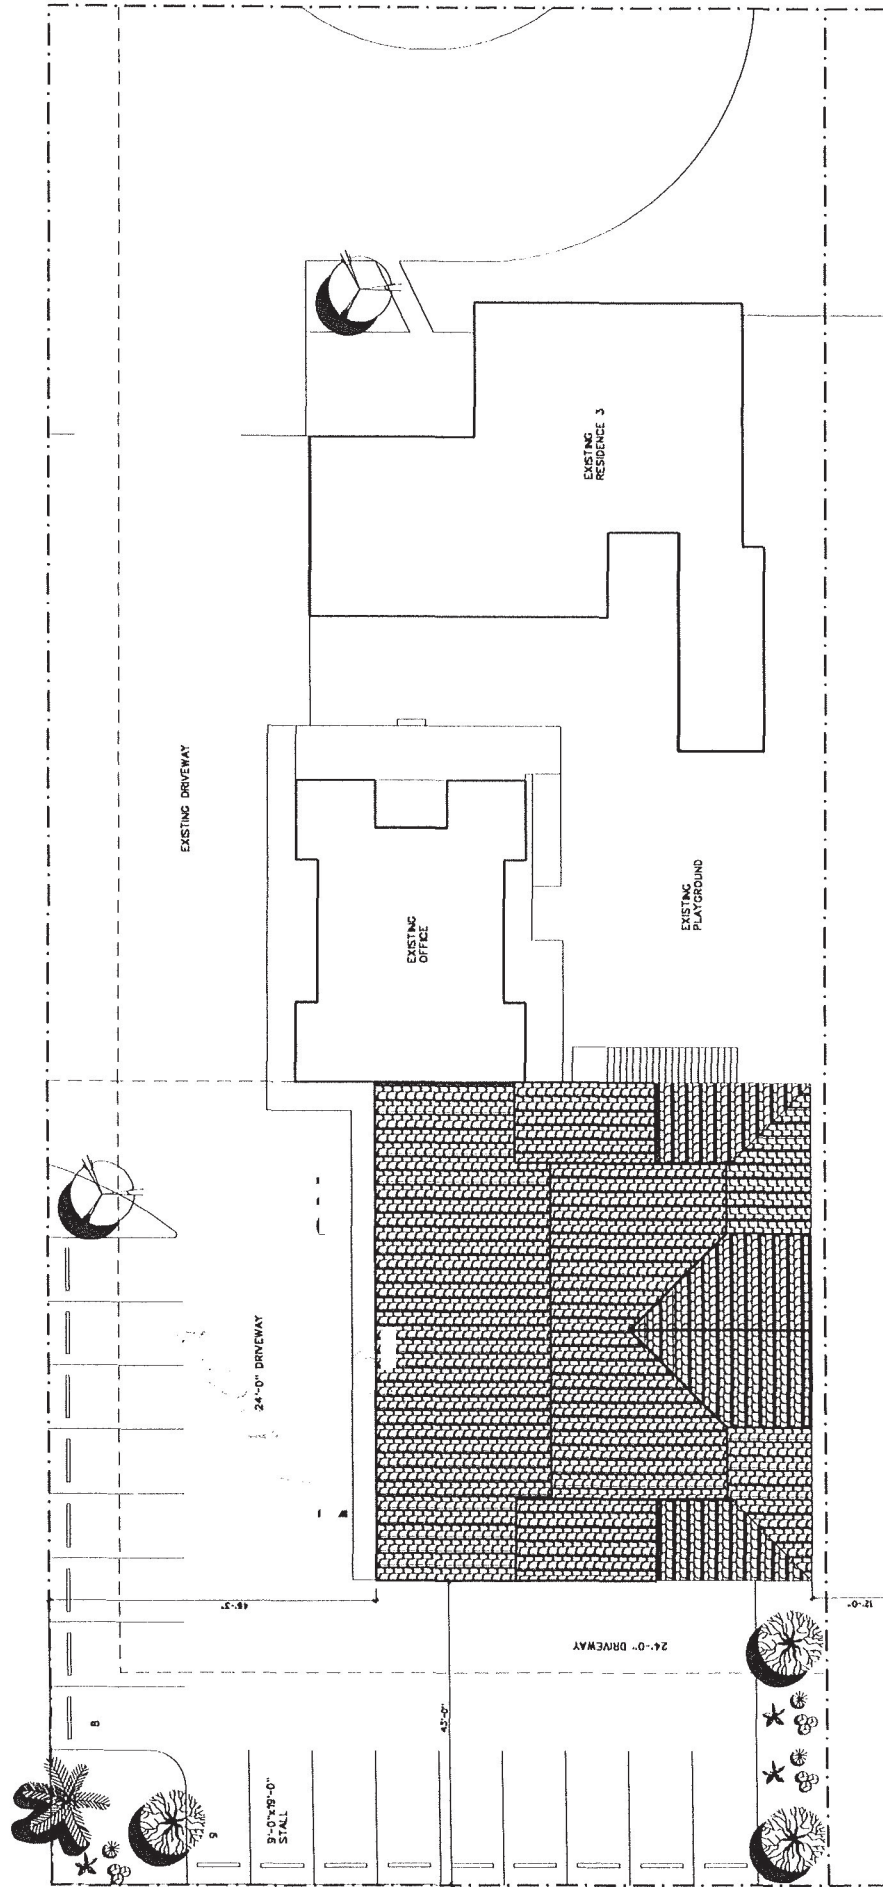 EXISTING
RESIDENCE 3
EXISTING DRIVEWAY
EXISTING
OFFICE
EXISTING
PLAYGROUND
24'-0" DRIVEWAY
24'-0" DRIVEWAY
12'-0"
43'-0"
8
9
9'-0"x19'-0"
STALL